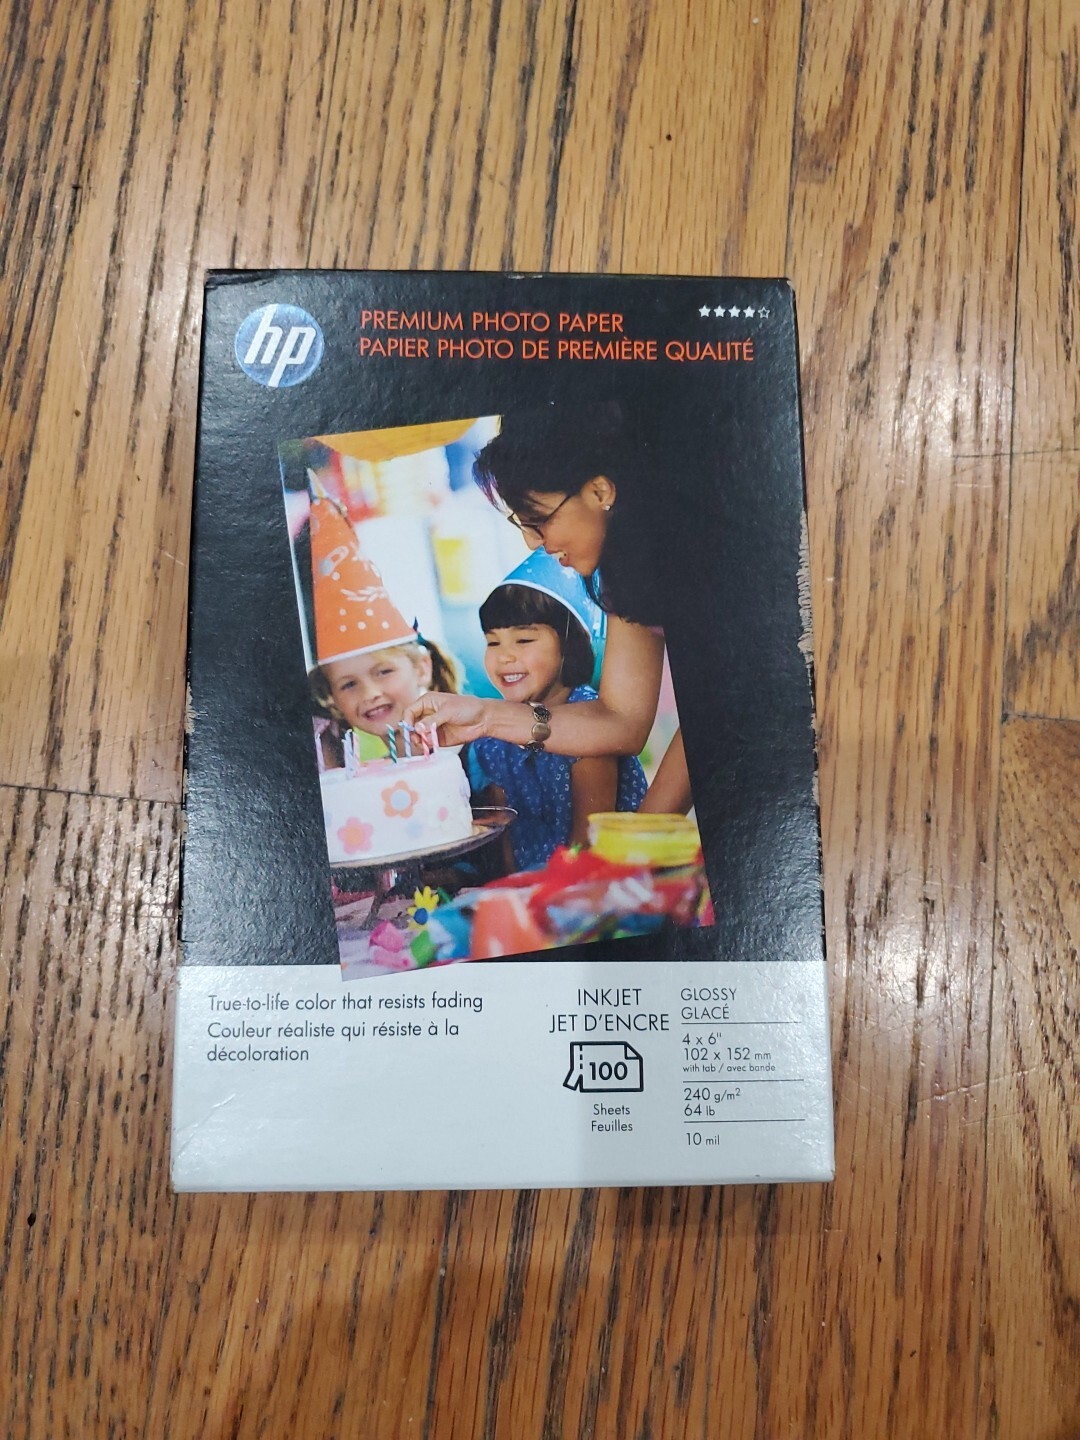 hp
PREMIUM PHOTO PAPER
PAPIER PHOTO DE PREMIÈRE QUALITÉ
True-to-life color that resists fading
Couleur réaliste qui résiste à la
décoloration
INKJET
JET D'ENCRE
100
Sheets
Feuilles
GLOSSY
GLACÉ
4 x 6"
102 x 152 mm
with tab / avec bande
240 g/m²
64 lb
10 mil